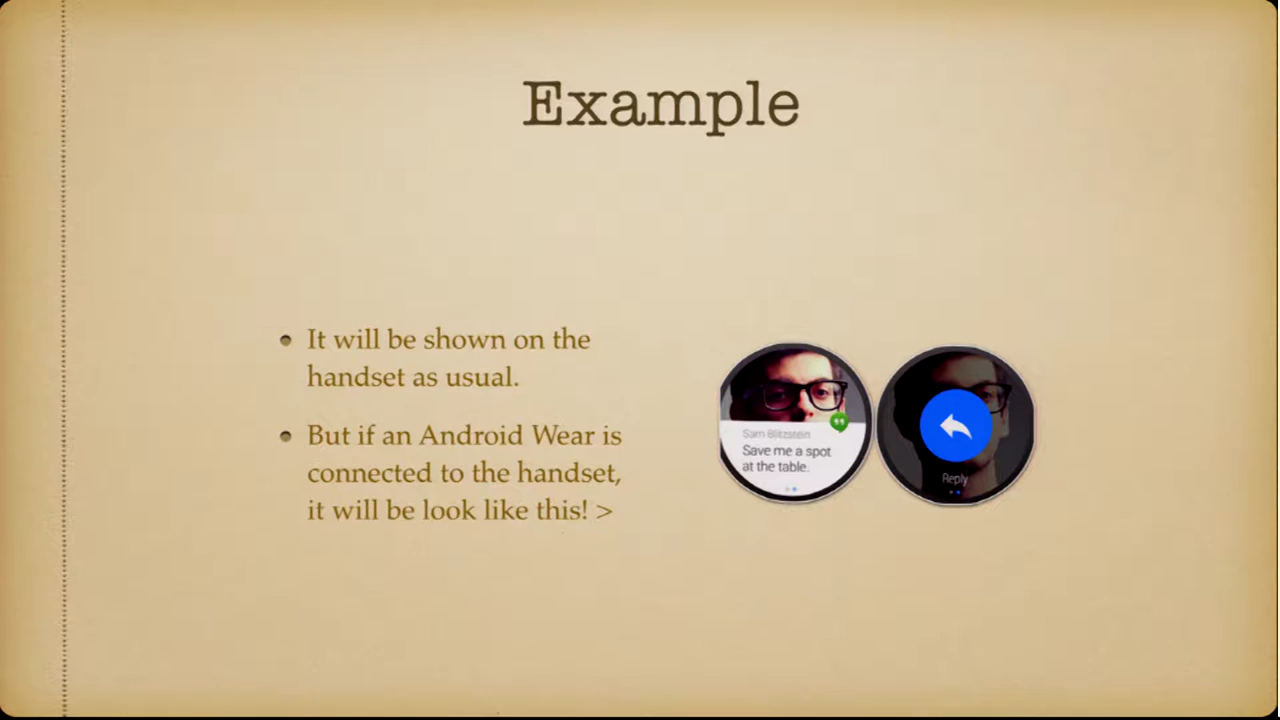 Example
It will be shown on the
handset as usual.
But if an Android Wear is
connected to the handset,
it will be look like this! >
Sam Blitzstein
Save me a spot
at the table.
Reply